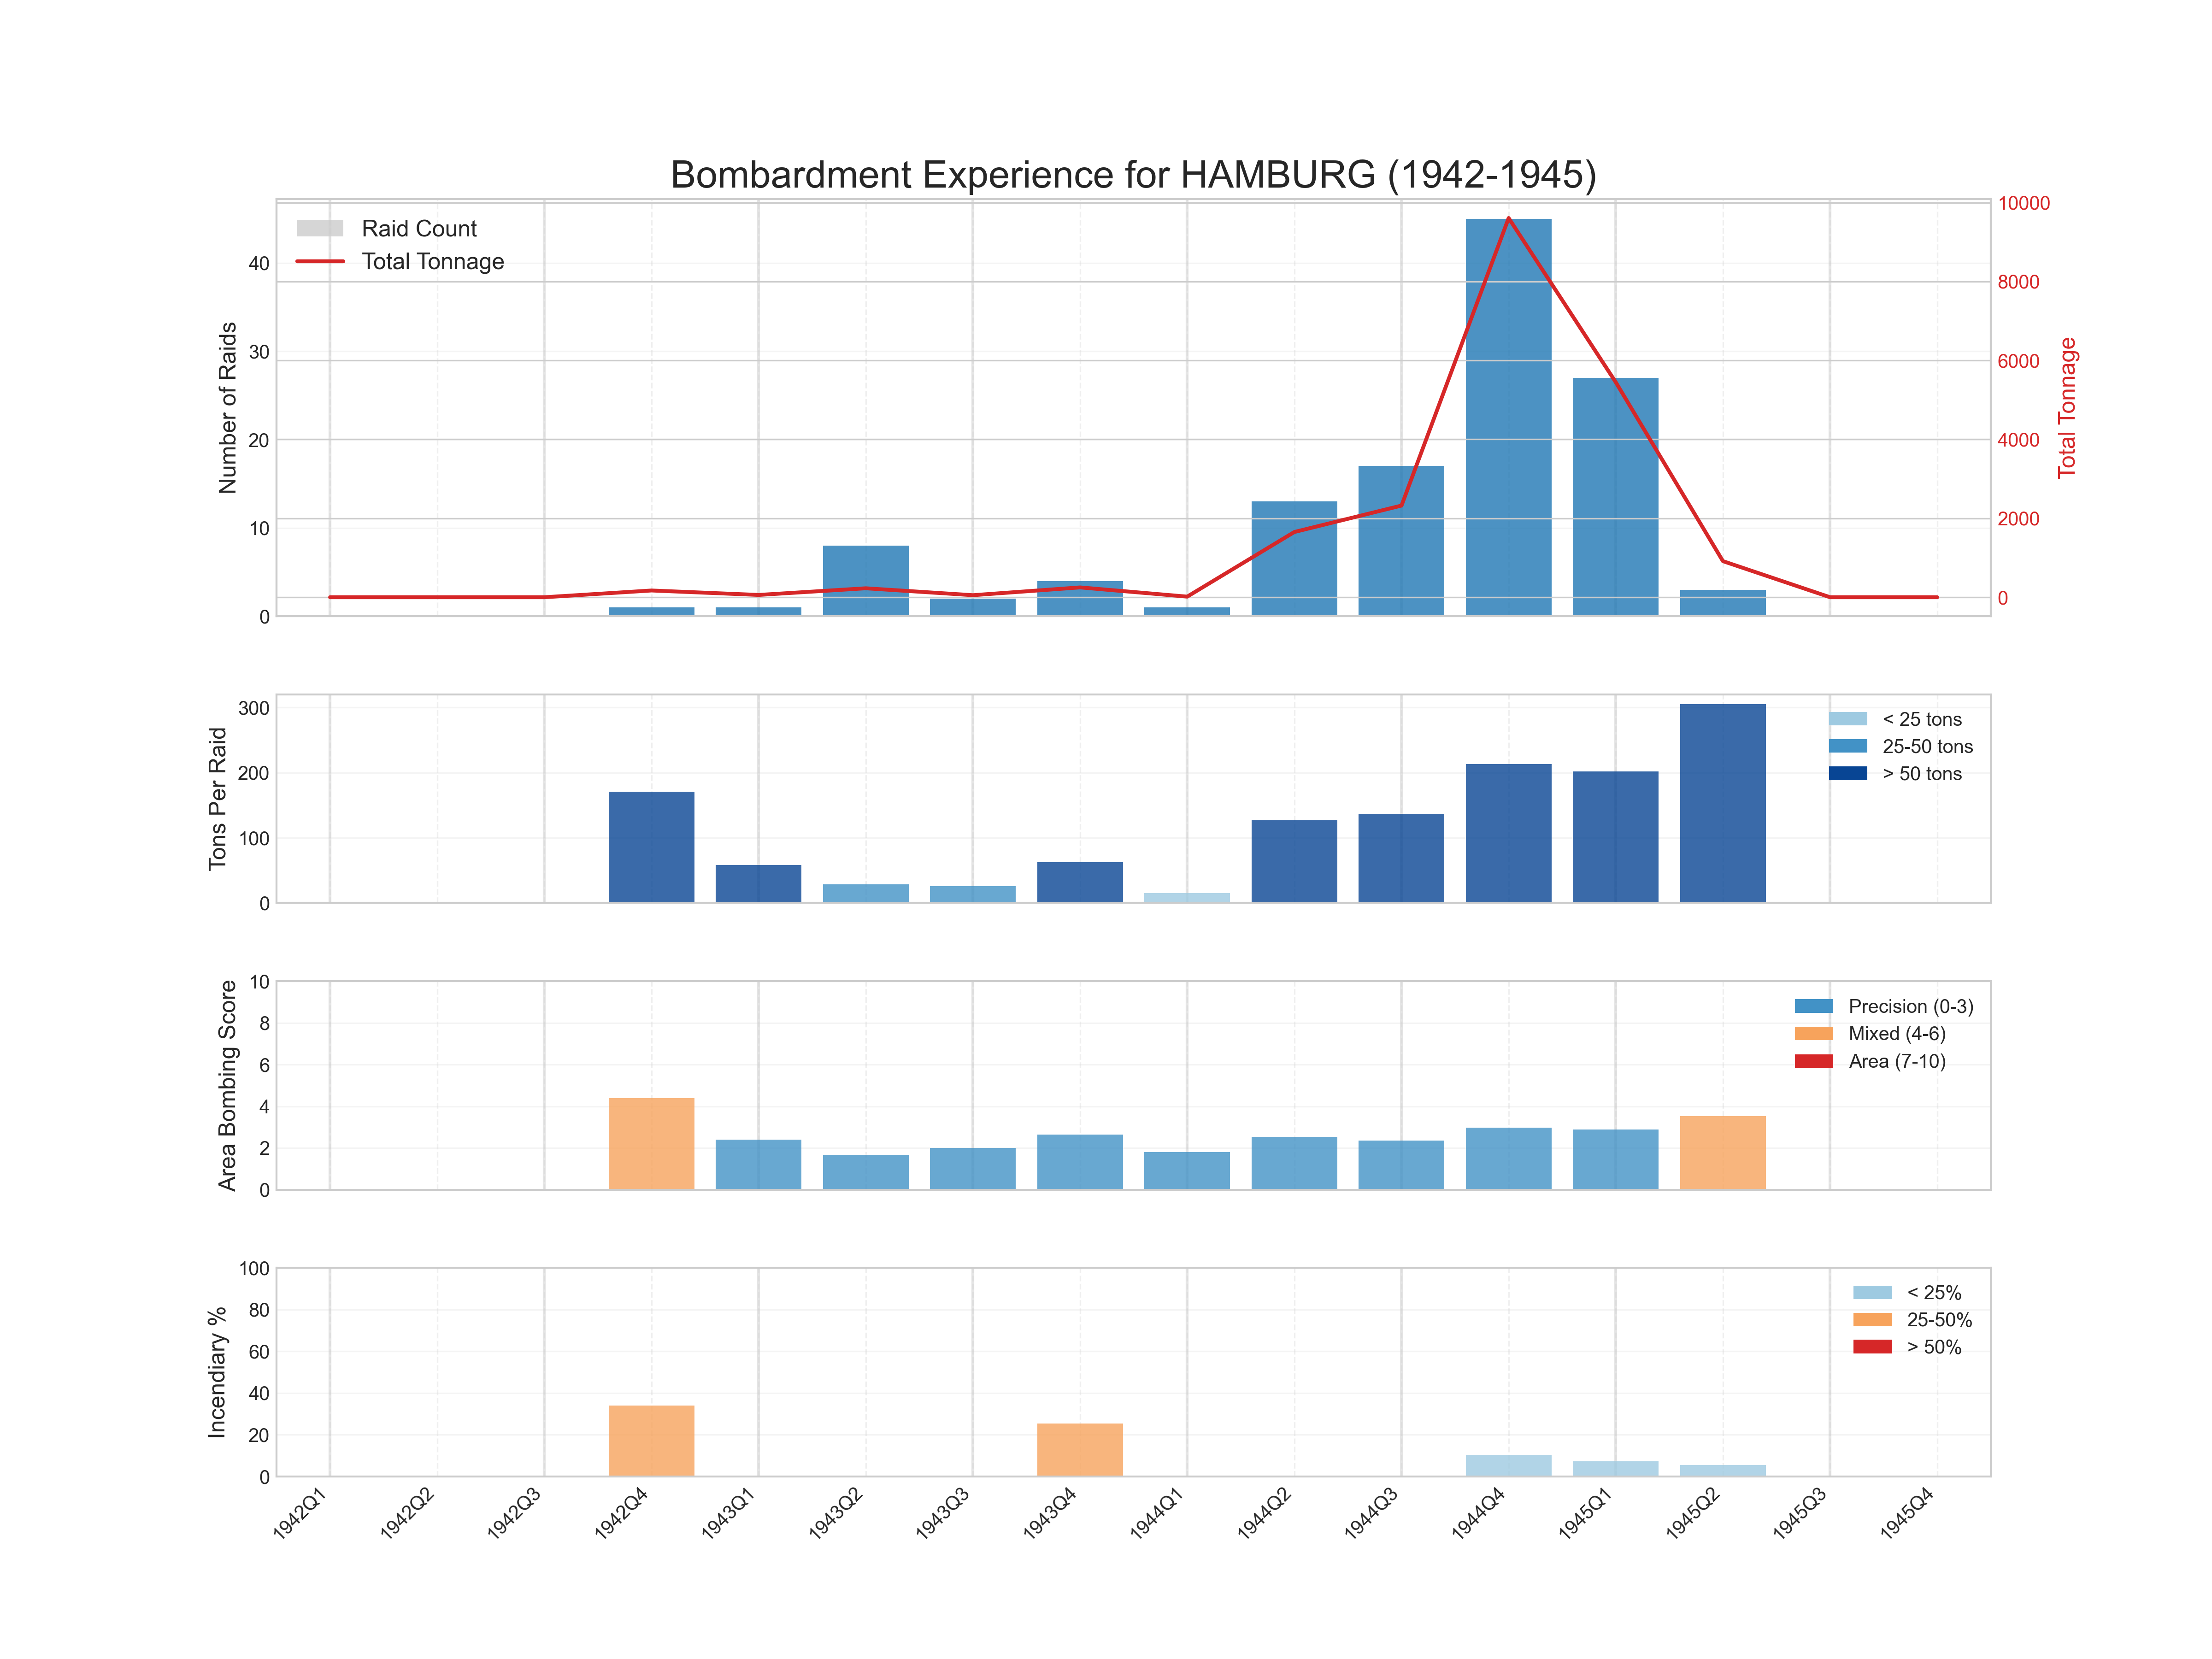 Bombardment Experience for HAMBURG (1942-1945)
Raid Count
Total Tonnage
Number of Raids
40
30
20
10
0
10000
8000
6000
4000
2000
0
Total Tonnage
Tons Per Raid
300
200
100
0
< 25 tons
25-50 tons
> 50 tons
Area Bombing Score
10
8
6
4
2
0
Precision (0-3)
Mixed (4-6)
Area (7-10)
Incendiary %
100
80
60
40
20
0
< 25%
25-50%
> 50%
1942Q1
1942Q2
1942Q3
1942Q4
1943Q1
1943Q2
1943Q3
1943Q4
1944Q1
1944Q2
1944Q3
1944Q4
1945Q1
1945Q2
1945Q3
1945Q4